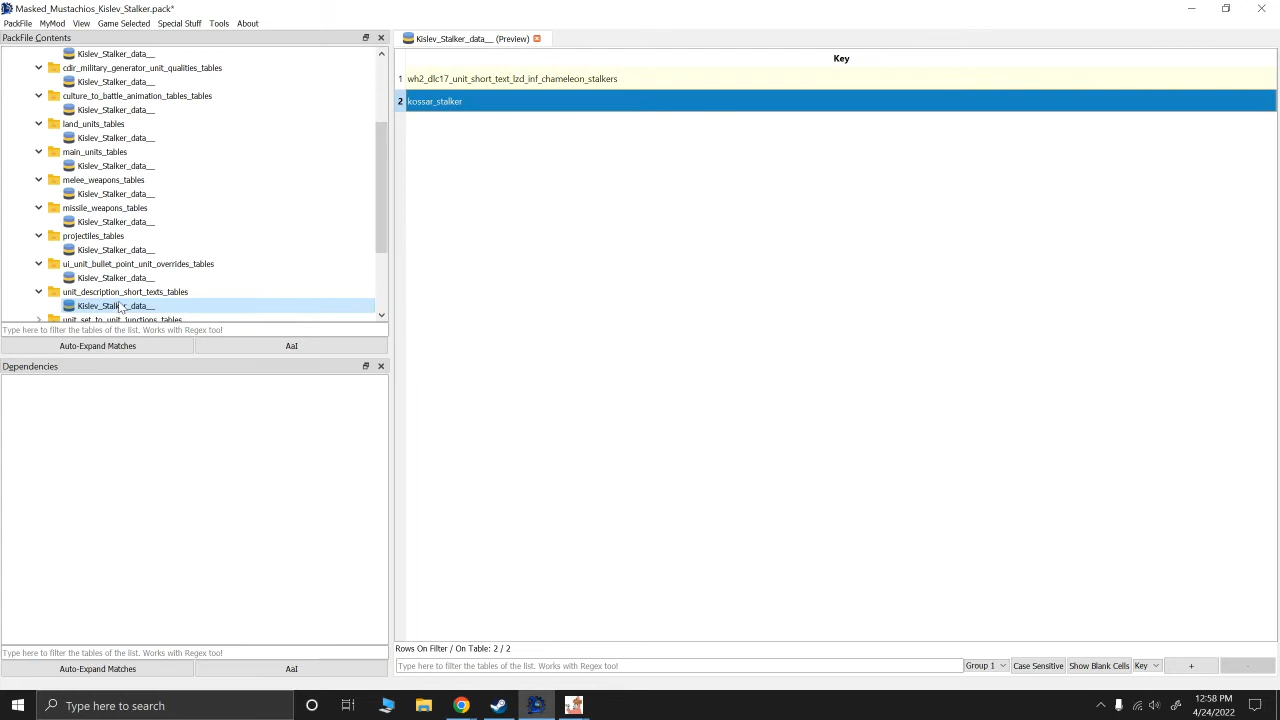 Masked_Mustachios_Kislev_Stalker.pack*
PackFile MyMod View Game Selected Special Stuff Tools About
PackFile Contents
Kislev_Stalker_data__
cdir_military_generator_unit_qualities_tables
Kislev_Stalker_data__
culture_to_battle_animation_tables_tables
Kislev_Stalker_data__
land_units_tables
Kislev_Stalker_data__
main_units_tables
Kislev_Stalker_data__
melee_weapons_tables
Kislev_Stalker_data__
missile_weapons_tables
Kislev_Stalker_data__
projectiles_tables
Kislev_Stalker_data__
ui_unit_bullet_point_unit_overrides_tables
Kislev_Stalker_data__
unit_description_short_texts_tables
Kislev_Stalker_data__
unit_set_to_unit_junctions_tables
Type here to filter the tables of the list. Works with Regex too!
Auto-Expand Matches AaI
Dependencies
Type here to filter the tables of the list. Works with Regex too!
Auto-Expand Matches AaI
Kislev_Stalker_data__ (Preview)
Key
1 wh2_dlc17_unit_short_text_lzd_inf_chameleon_stalkers
2 kossar_stalker
Rows On Filter / On Table: 2 / 2
Type here to filter the tables of the list. Works with Regex too! Group 1 Case Sensitive Show Blank Cells Key + -
Type here to search
12:58 PM
4/24/2022